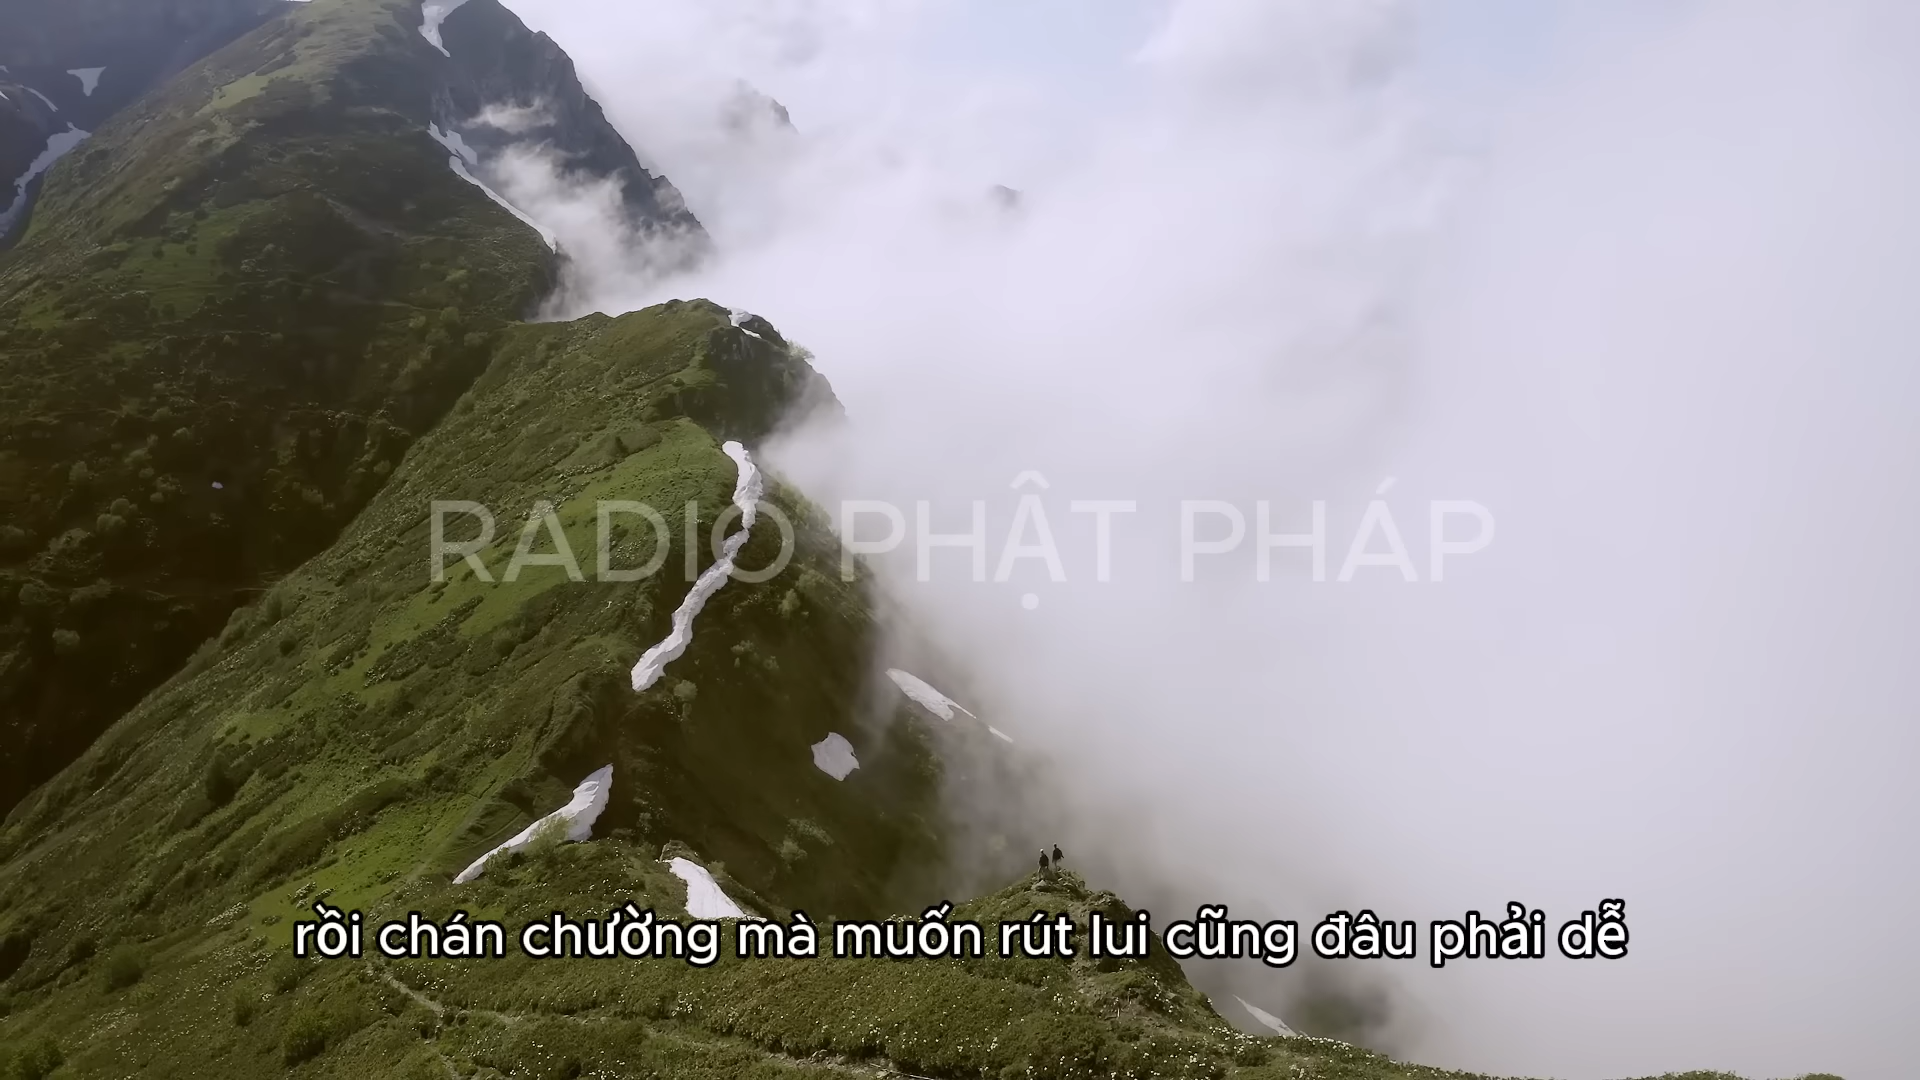 RADIO PHẬT PHÁP
rồi chán chường mà muốn rút lui cũng đâu phải dễ